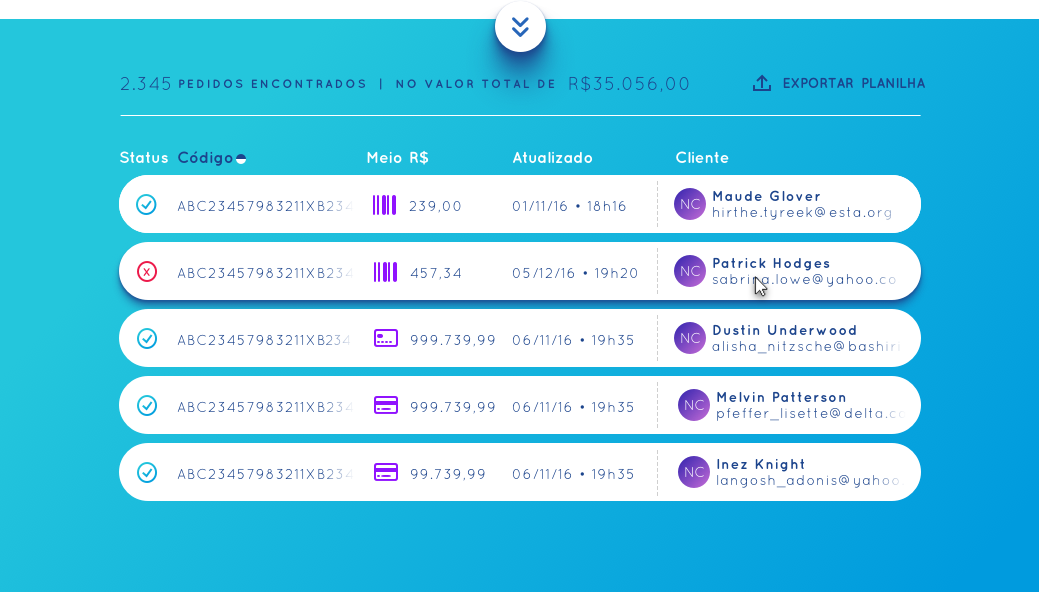 2.345 PEDIDOS ENCONTRADOS | NO VALOR TOTAL DE R$35.056,00 EXPORTAR PLANILHA
Status Código Meio R$ Atualizado Cliente
ABC23457983211XB234 239,00 01/11/16 • 18h16 NC Maude Glover
hirthe.tyreek@esta.org
ABC23457983211XB234 457,34 05/12/16 • 19h20 NC Patrick Hodges
sabrina.lowe@yahoo.co
ABC23457983211XB234 999.739,99 06/11/16 • 19h35 NC Dustin Underwood
alisha_nitzsche@bashir
ABC23457983211XB234 999.739,99 06/11/16 • 19h35 NC Melvin Patterson
pfeffer_lisette@delta.co
ABC23457983211XB234 99.739,99 06/11/16 • 19h35 NC Inez Knight
langosh_adonis@yahoo